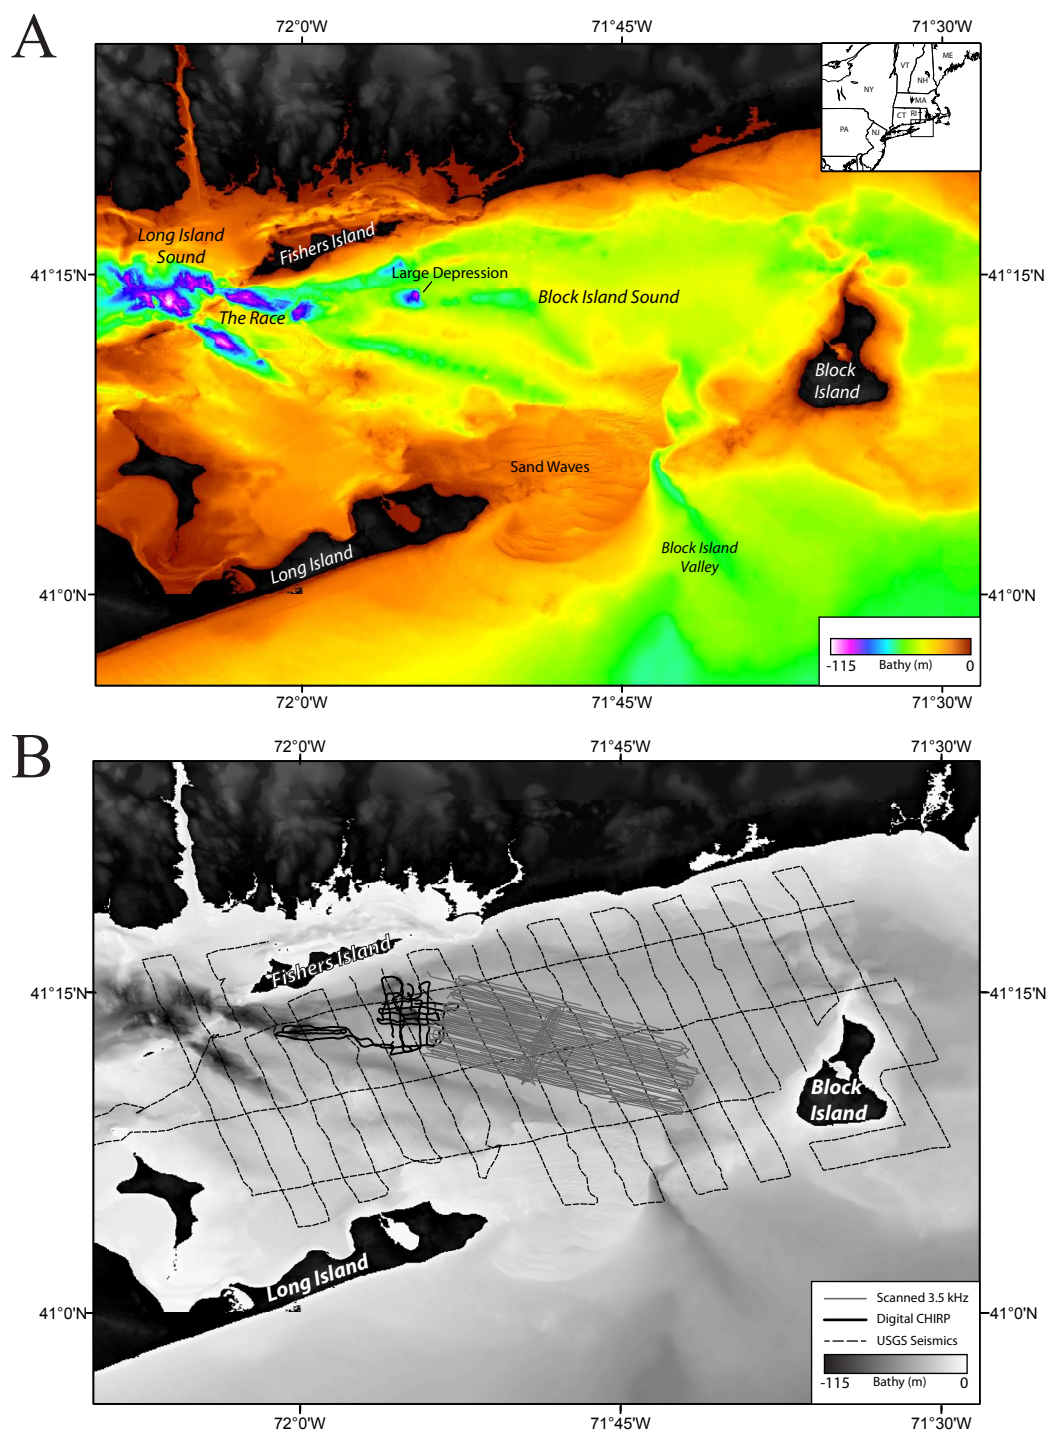 A
72°0'W
71°45'W
71°30'W
ME
VT
NH
NY
MA
CT
RI
PA
NJ
Long Island
Sound
Fishers Island
41°15'N
41°15'N
Large Depression
Block Island Sound
The Race
Block
Island
Sand Waves
Block Island
Valley
Long Island
41°0'N
41°0'N
-115
Bathy (m)
0
72°0'W
71°45'W
71°30'W
B
72°0'W
71°45'W
71°30'W
Fishers Island
41°15'N
41°15'N
Block
Island
Long Island
Scanned 3.5 kHz
Digital CHIRP
USGS Seismics
41°0'N
41°0'N
-115
Bathy (m)
0
72°0'W
71°45'W
71°30'W